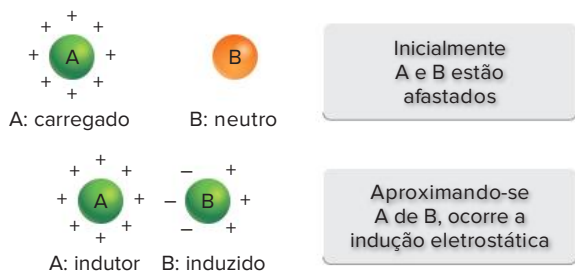 A
B
A: carregado
B: neutro
Inicialmente
A e B estão
afastados
A
B
A: indutor
B: induzido
Aproximando-se
A de B, ocorre a
indução eletrostática